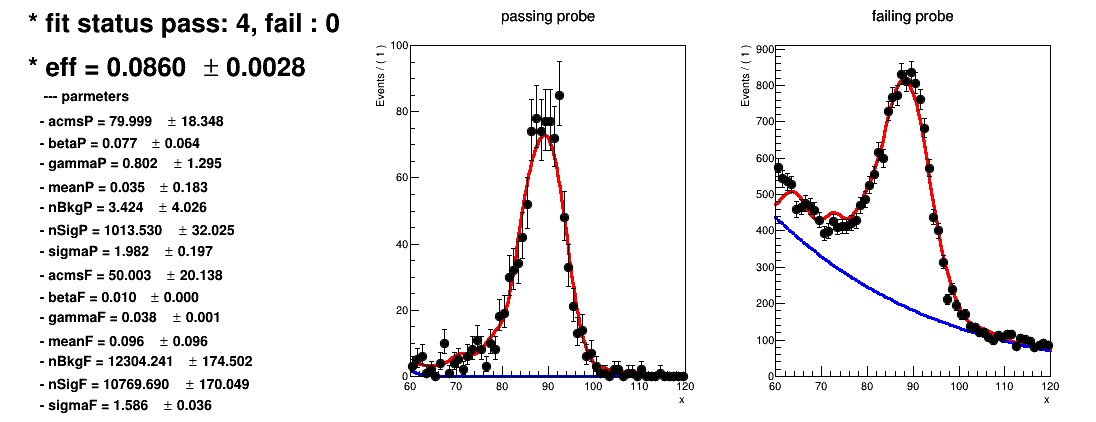 * fit status pass: 4, fail : 0
* eff = 0.0860 ± 0.0028
--- parmeters
- acmsP = 79.999 ± 18.348
- betaP = 0.077 ± 0.064
- gammaP = 0.802 ± 1.295
- meanP = 0.035 ± 0.183
- nBkgP = 3.424 ± 4.026
- nSigP = 1013.530 ± 32.025
- sigmaP = 1.982 ± 0.197
- acmsF = 50.003 ± 20.138
- betaF = 0.010 ± 0.000
- gammaF = 0.038 ± 0.001
- meanF = 0.096 ± 0.096
- nBkgF = 12304.241 ± 174.502
- nSigF = 10769.690 ± 170.049
- sigmaF = 1.586 ± 0.036
passing probe
Events / ( 1 )
100
80
60
40
20
0
60 70 80 90 100 110 120
x
failing probe
Events / ( 1 )
900
800
700
600
500
400
300
200
100
0
60 70 80 90 100 110 120
x